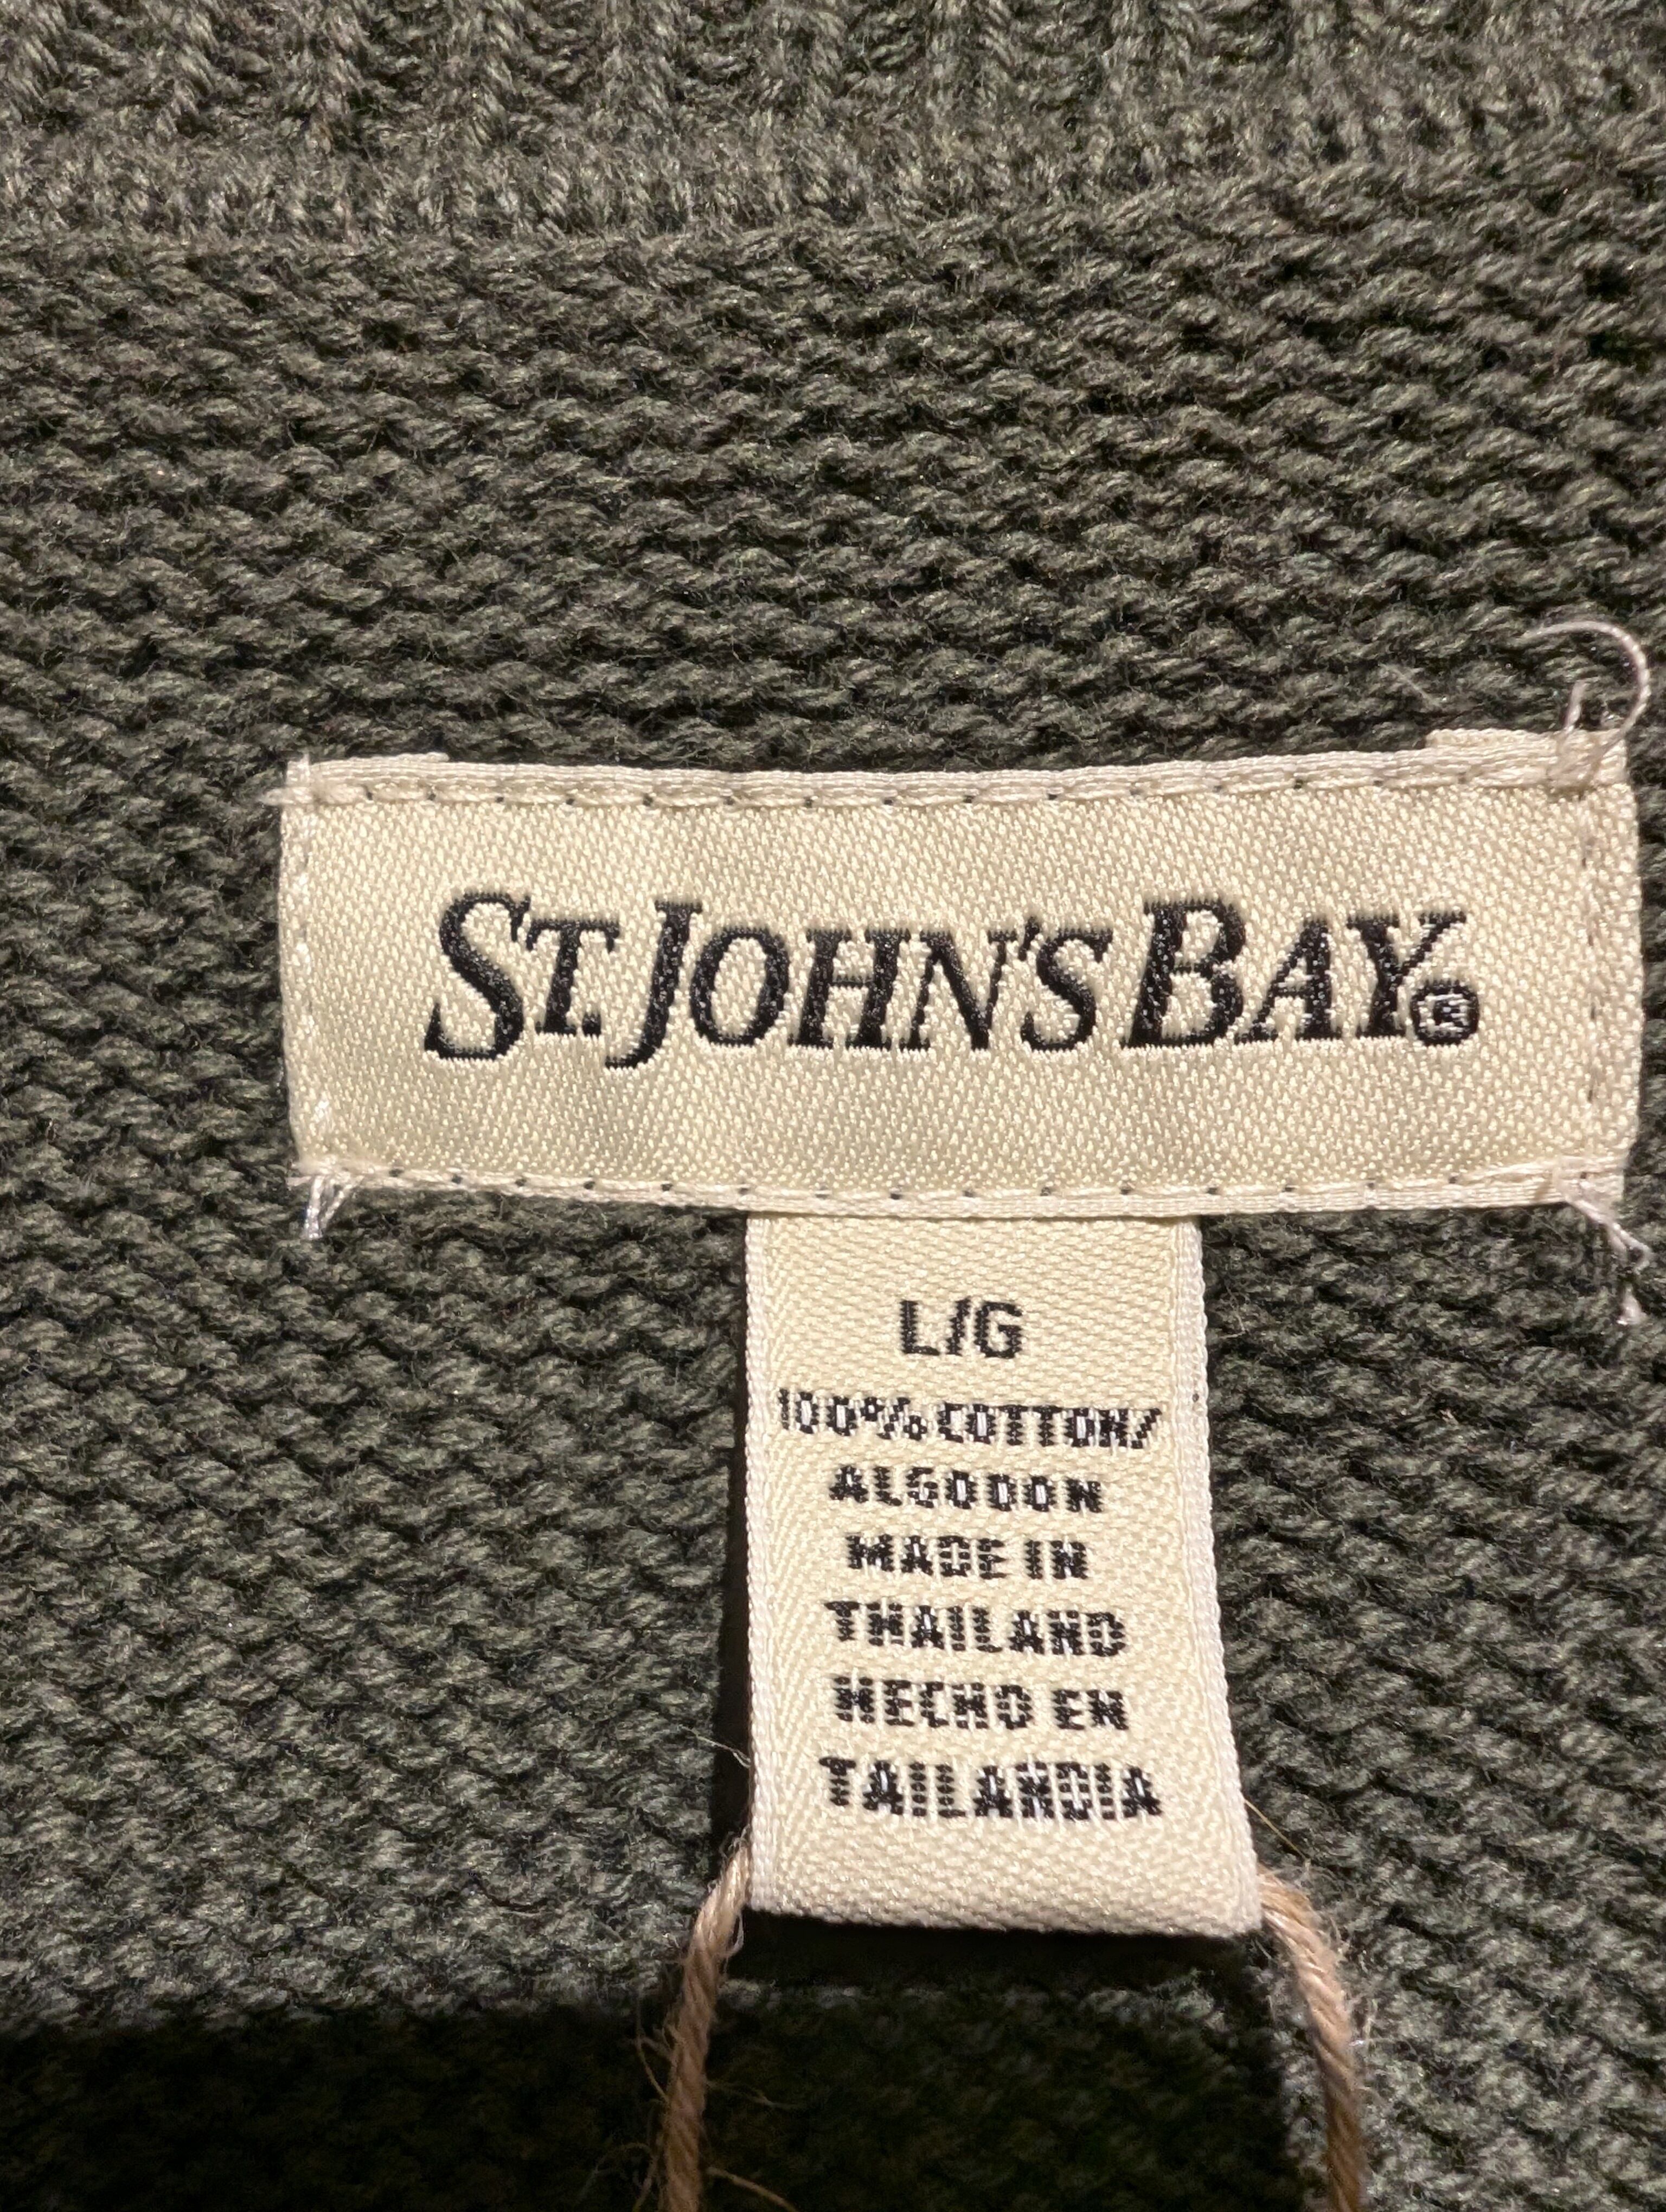 ST. JOHN'S BAY®
L/G
100% COTTON/
ALGODON
MADE IN
THAILAND
HECHO EN
TAILANDIA